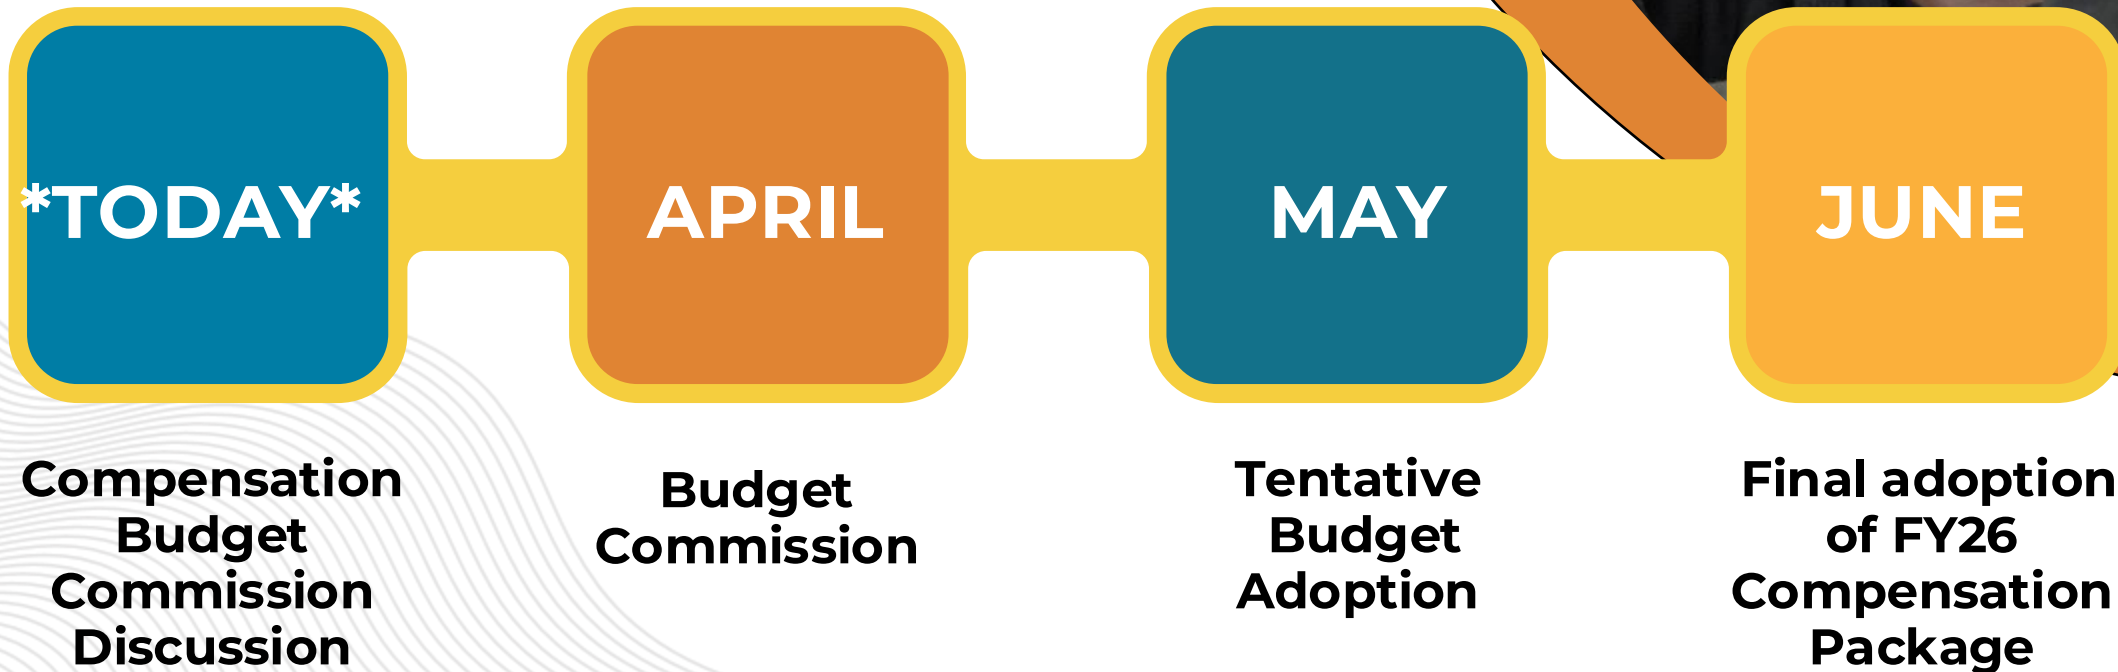 *TODAY*
Compensation
Budget
Commission
Discussion
APRIL
Budget
Commission
MAY
Tentative
Budget
Adoption
JUNE
Final adoption
of FY26
Compensation
Package